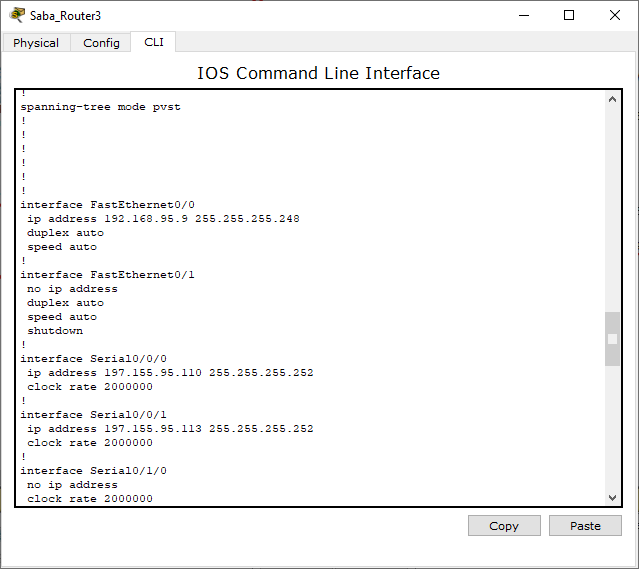 Saba_Router3
Physical Config CLI
IOS Command Line Interface
!
spanning-tree mode pvst
!
!
!
!
!
!
interface FastEthernet0/0
ip address 192.168.95.9 255.255.255.248
duplex auto
speed auto
!
interface FastEthernet0/1
no ip address
duplex auto
speed auto
shutdown
!
interface Serial0/0/0
ip address 197.155.95.110 255.255.255.252
clock rate 2000000
!
interface Serial0/0/1
ip address 197.155.95.113 255.255.255.252
clock rate 2000000
!
interface Serial0/1/0
no ip address
clock rate 2000000
Copy Paste